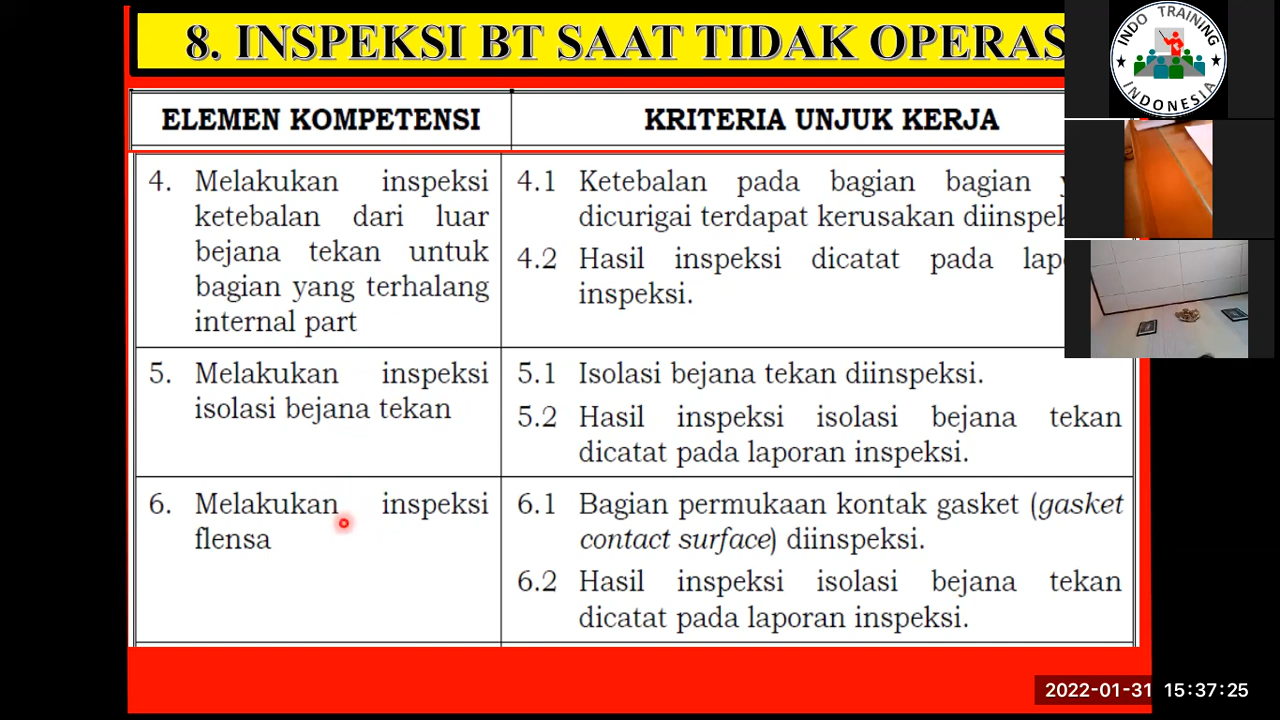 8. INSPEKSI BT SAAT TIDAK OPERAS
INDO TRAINING
INDONESIA
ELEMEN KOMPETENSI
KRITERIA UNJUK KERJA
4. Melakukan inspeksi
ketebalan dari luar
bejana tekan untuk
bagian yang terhalang
internal part
4.1 Ketebalan pada bagian bagian
dicurigai terdapat kerusakan diinspek
4.2 Hasil inspeksi dicatat pada lap
inspeksi.
5. Melakukan inspeksi
isolasi bejana tekan
5.1 Isolasi bejana tekan diinspeksi.
5.2 Hasil inspeksi isolasi bejana tekan
dicatat pada laporan inspeksi.
6. Melakukan inspeksi
flensa
6.1 Bagian permukaan kontak gasket (gasket
contact surface) diinspeksi.
6.2 Hasil inspeksi isolasi bejana tekan
dicatat pada laporan inspeksi.
2022-01-31 15:37:25